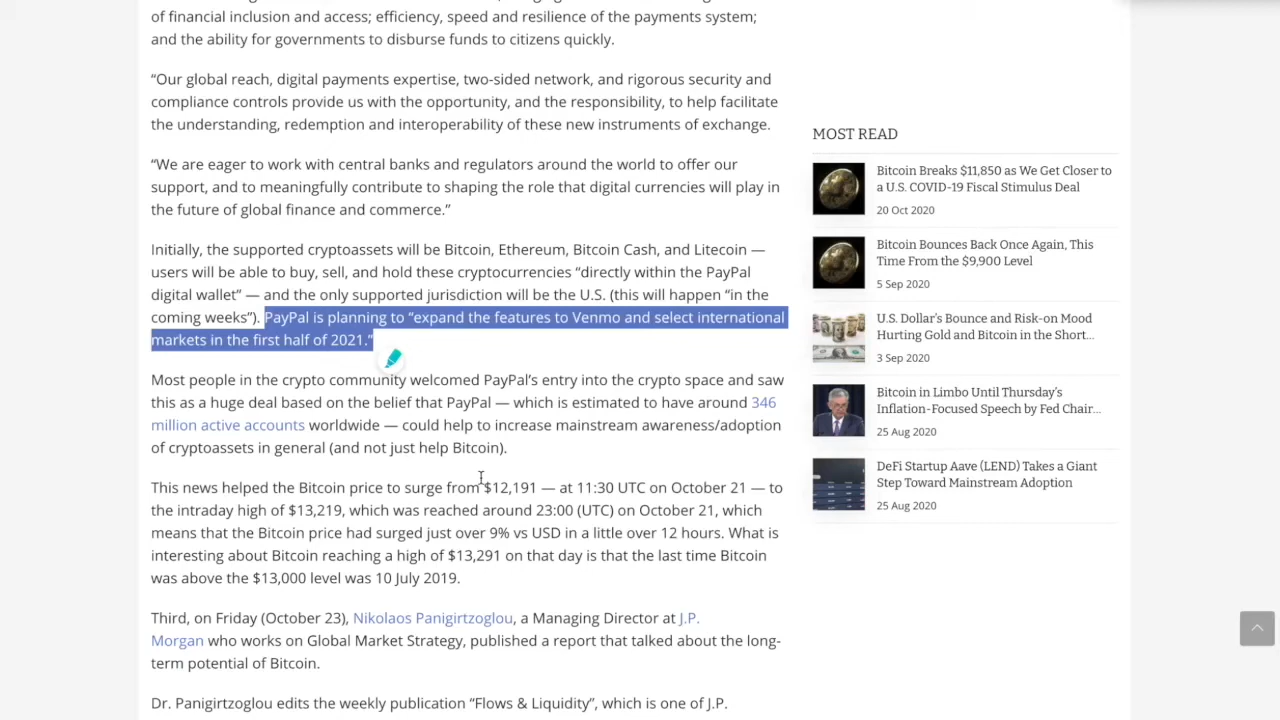 of financial inclusion and access; efficiency, speed and resilience of the payments system;
and the ability for governments to disburse funds to citizens quickly.
“Our global reach, digital payments expertise, two-sided network, and rigorous security and
compliance controls provide us with the opportunity, and the responsibility, to help facilitate
the understanding, redemption and interoperability of these new instruments of exchange.
“We are eager to work with central banks and regulators around the world to offer our
support, and to meaningfully contribute to shaping the role that digital currencies will play in
the future of global finance and commerce.”
Initially, the supported cryptoassets will be Bitcoin, Ethereum, Bitcoin Cash, and Litecoin —
users will be able to buy, sell, and hold these cryptocurrencies “directly within the PayPal
digital wallet” — and the only supported jurisdiction will be the U.S. (this will happen “in the
coming weeks”). PayPal is planning to “expand the features to Venmo and select international
markets in the first half of 2021.”
Most people in the crypto community welcomed PayPal’s entry into the crypto space and saw
this as a huge deal based on the belief that PayPal — which is estimated to have around 346
million active accounts worldwide — could help to increase mainstream awareness/adoption
of cryptoassets in general (and not just help Bitcoin).
This news helped the Bitcoin price to surge from $12,191 — at 11:30 UTC on October 21 — to
the intraday high of $13,219, which was reached around 23:00 (UTC) on October 21, which
means that the Bitcoin price had surged just over 9% vs USD in a little over 12 hours. What is
interesting about Bitcoin reaching a high of $13,291 on that day is that the last time Bitcoin
was above the $13,000 level was 10 July 2019.
Third, on Friday (October 23), Nikolaos Panigirtzoglou, a Managing Director at J.P.
Morgan who works on Global Market Strategy, published a report that talked about the long-
term potential of Bitcoin.
Dr. Panigirtzoglou edits the weekly publication “Flows & Liquidity”, which is one of J.P.
MOST READ
Bitcoin Breaks $11,850 as We Get Closer to
a U.S. COVID-19 Fiscal Stimulus Deal
20 Oct 2020
Bitcoin Bounces Back Once Again, This
Time From the $9,900 Level
5 Sep 2020
U.S. Dollar’s Bounce and Risk-on Mood
Hurting Gold and Bitcoin in the Short...
3 Sep 2020
Bitcoin in Limbo Until Thursday’s
Inflation-Focused Speech by Fed Chair...
25 Aug 2020
DeFi Startup Aave (LEND) Takes a Giant
Step Toward Mainstream Adoption
25 Aug 2020